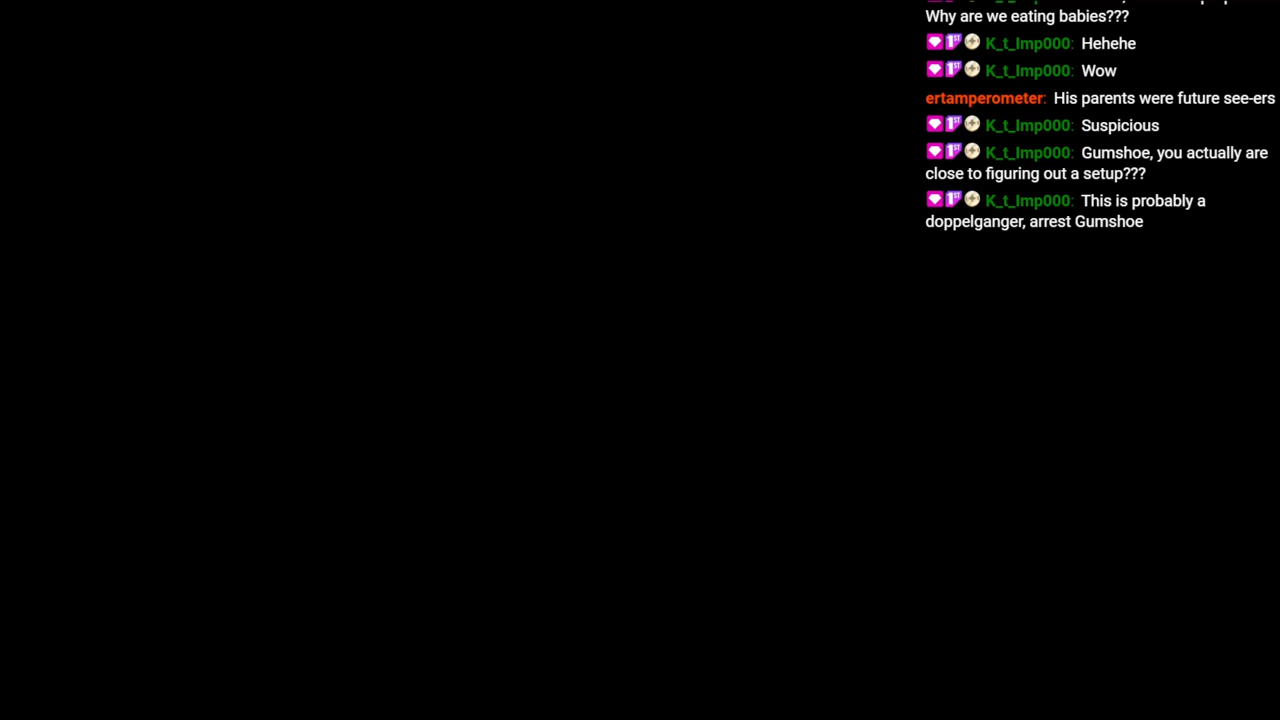 Why are we eating babies???
K_t_Imp000: Hehehe
K_t_Imp000: Wow
ertamperometer: His parents were future see-ers
K_t_Imp000: Suspicious
K_t_Imp000: Gumshoe, you actually are
close to figuring out a setup???
K_t_Imp000: This is probably a
doppelganger, arrest Gumshoe